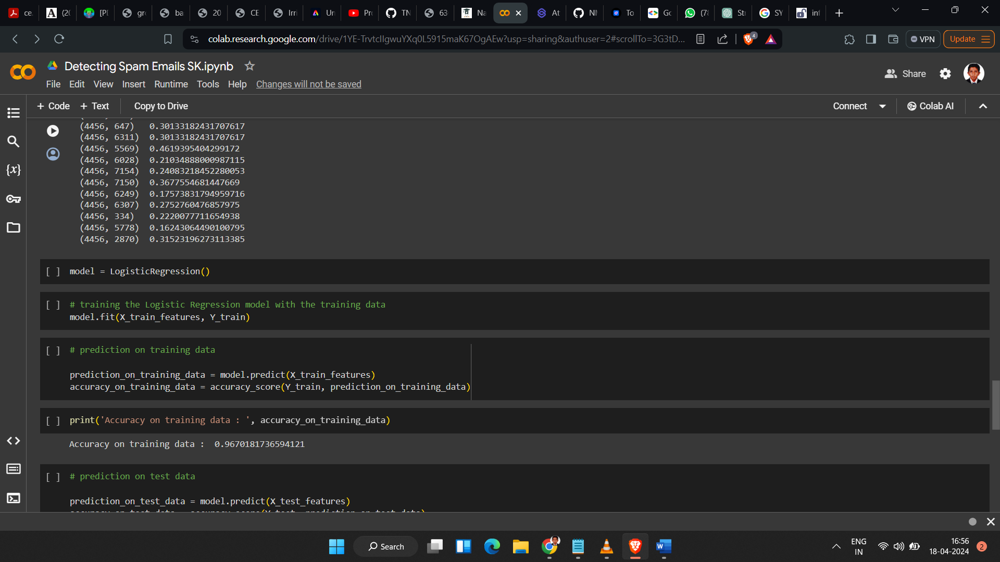 ce
(2(
[PI
gr
ba
20
CE
Irri
Ur
Pr
TN
63
Na
At
NI
To
Gc
(7
St
SY
inf
colab.research.google.com/drive/1YE-TrvtcIIgwuYXq0L5915maK67OgAEw?usp=sharing&authuser=2#scrollTo=3G3tD...
4
VPN
Update
Detecting Spam Emails SK.ipynb
Share
File Edit View Insert Runtime Tools Help Changes will not be saved
+ Code + Text Copy to Drive
Connect
Colab AI
(4456, 647) 0.30133182431707617
(4456, 6311) 0.30133182431707617
(4456, 5569) 0.4619395404299172
(4456, 6028) 0.21034888000987115
(4456, 7154) 0.24083218452280053
(4456, 7150) 0.3677554681447669
(4456, 6249) 0.17573831794959716
(4456, 6307) 0.2752760476857975
(4456, 334) 0.2220077711654938
(4456, 5778) 0.16243064490100795
(4456, 2870) 0.31523196273113385
[ ] model = LogisticRegression()
[ ] # training the Logistic Regression model with the training data
model.fit(X_train_features, Y_train)
[ ] # prediction on training data
prediction_on_training_data = model.predict(X_train_features)
accuracy_on_training_data = accuracy_score(Y_train, prediction_on_training_data)
[ ] print('Accuracy on training data : ', accuracy_on_training_data)
Accuracy on training data : 0.9670181736594121
[ ] # prediction on test data
prediction_on_test_data = model.predict(X_test_features)
Search
ENG
IN
16:56
18-04-2024
2